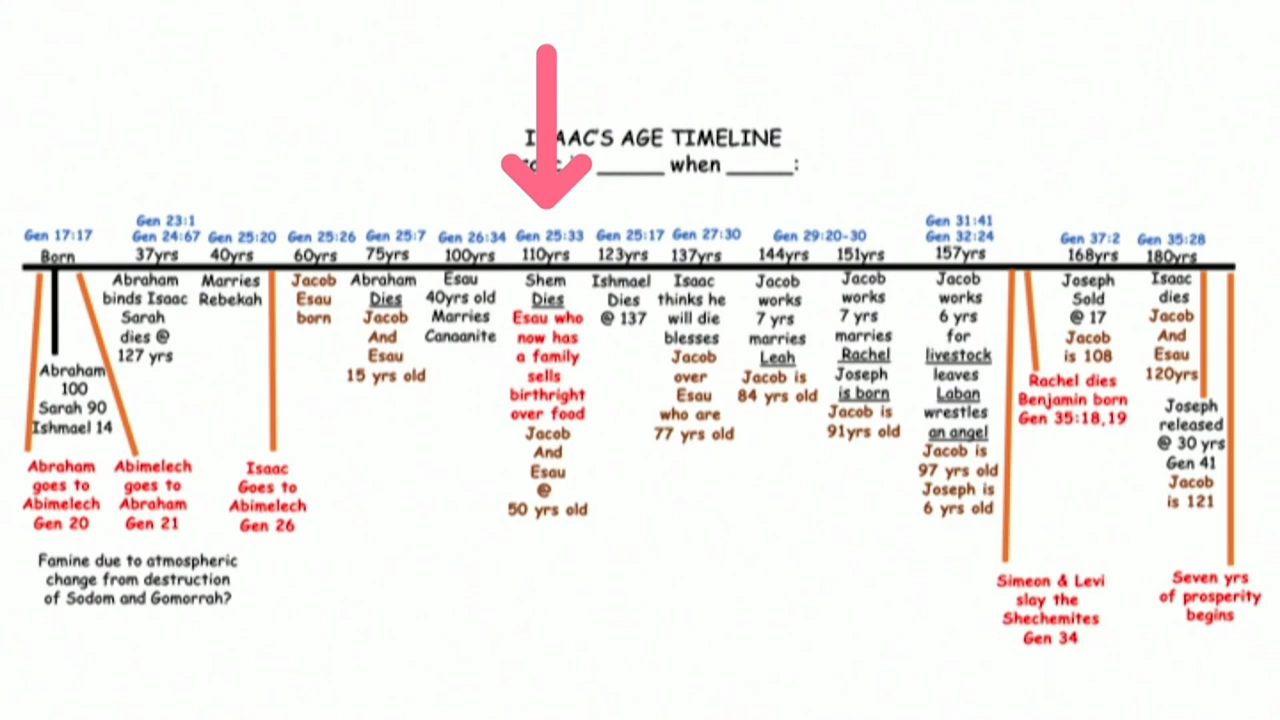 ISAAC'S AGE TIMELINE
______ when ______:
Gen 17:17
Born
Abraham
100
Sarah 90
Ishmael 14
Abraham
goes to
Abimelech
Gen 20
Abimelech
goes to
Abraham
Gen 21
Famine due to atmospheric
change from destruction
of Sodom and Gomorrah?
Gen 23:1
Gen 24:67
37yrs
Abraham
binds Isaac
Sarah
dies @
127 yrs
Gen 25:20
40yrs
Marries
Rebekah
Isaac
Goes to
Abimelech
Gen 26
Gen 25:26
60yrs
Jacob
Esau
born
Gen 25:7
75yrs
Abraham
Dies
Jacob
And
Esau
15 yrs old
Gen 26:34
100yrs
Esau
40yrs old
Marries
Canaanite
Gen 25:33
110yrs
Shem
Dies
Esau who
now has
a family
sells
birthright
over food
Jacob
And
Esau
@
50 yrs old
Gen 25:17
123yrs
Ishmael
Dies
@ 137
Gen 27:30
137yrs
Isaac
thinks he
will die
blesses
Jacob
over
Esau
who are
77 yrs old
Gen 29:20-30
144yrs
Jacob
works
7 yrs
marries
Leah
Jacob is
84 yrs old
151yrs
Jacob
works
7 yrs
marries
Rachel
Joseph
is born
Jacob is
91yrs old
Gen 31:41
Gen 32:24
157yrs
Jacob
works
6 yrs
for
livestock
leaves
Laban
wrestles
an angel
Jacob is
97 yrs old
Joseph is
6 yrs old
Simeon & Levi
slay the
Shechemites
Gen 34
Rachel dies
Benjamin born
Gen 35:18,19
Gen 37:2
168yrs
Joseph
Sold
@ 17
Jacob
is 108
Gen 35:28
180yrs
Isaac
dies
Jacob
And
Esau
120yrs
Joseph
released
@ 30 yrs
Gen 41
Jacob
is 121
Seven yrs
of prosperity
begins